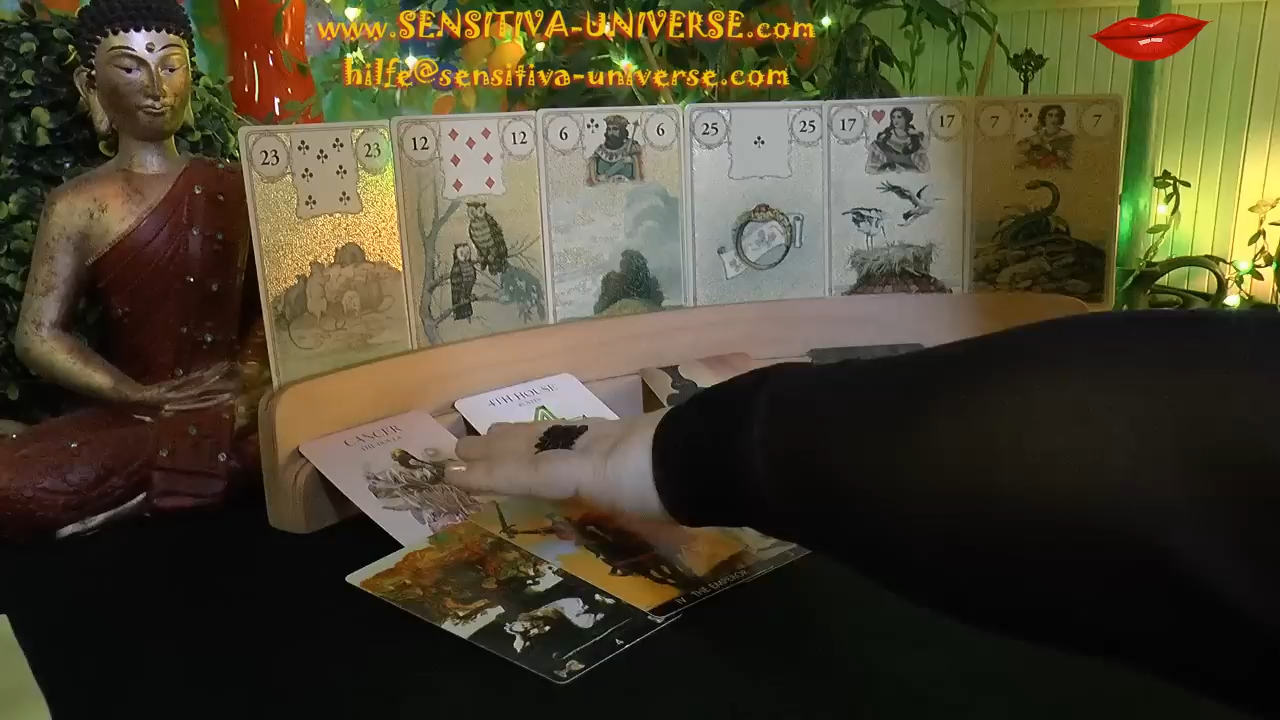 www.SENSITIVA-UNIVERSE.com
hilfe@sensitiva-universe.com
23 23
12 12
6 6
25 25
17 17
7 7
4TH HOUSE
CANCER
IV THE EMPEROR